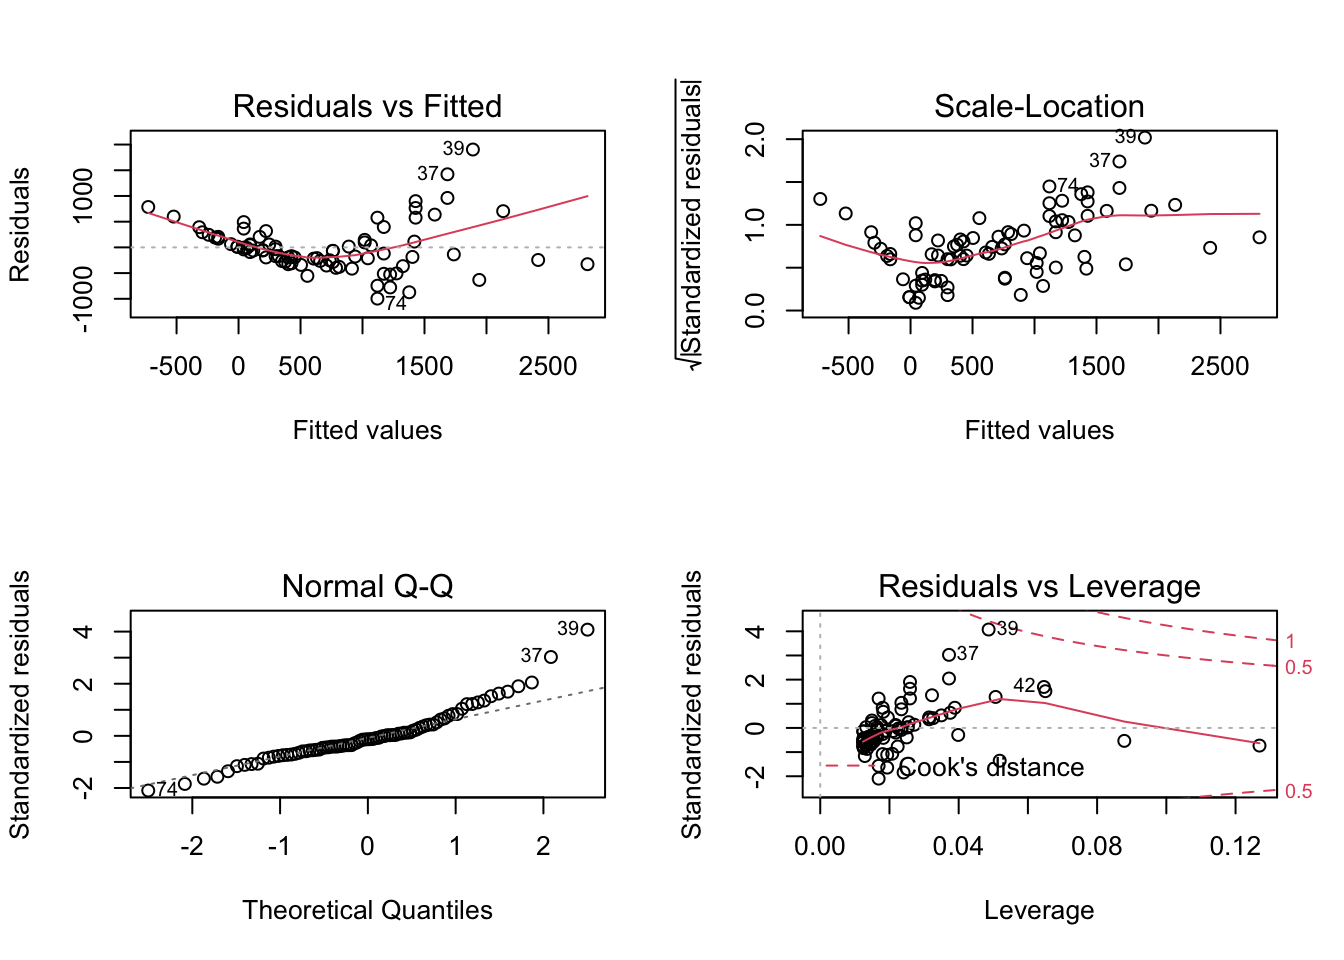 Residuals vs Fitted
Residuals
1000
-1000
39
37
74
-500 0 500 1500 2500
Fitted values
Scale-Location
√|Standardized residuals|
2.0
1.0
0.0
39
37
74
-500 0 500 1500 2500
Fitted values
Normal Q-Q
Standardized residuals
4
2
0
-2
39
37
74
-2 -1 0 1 2
Theoretical Quantiles
Residuals vs Leverage
Standardized residuals
4
2
0
-2
39
37
42
1
0.5
Cook's distance
0.5
0.00 0.04 0.08 0.12
Leverage